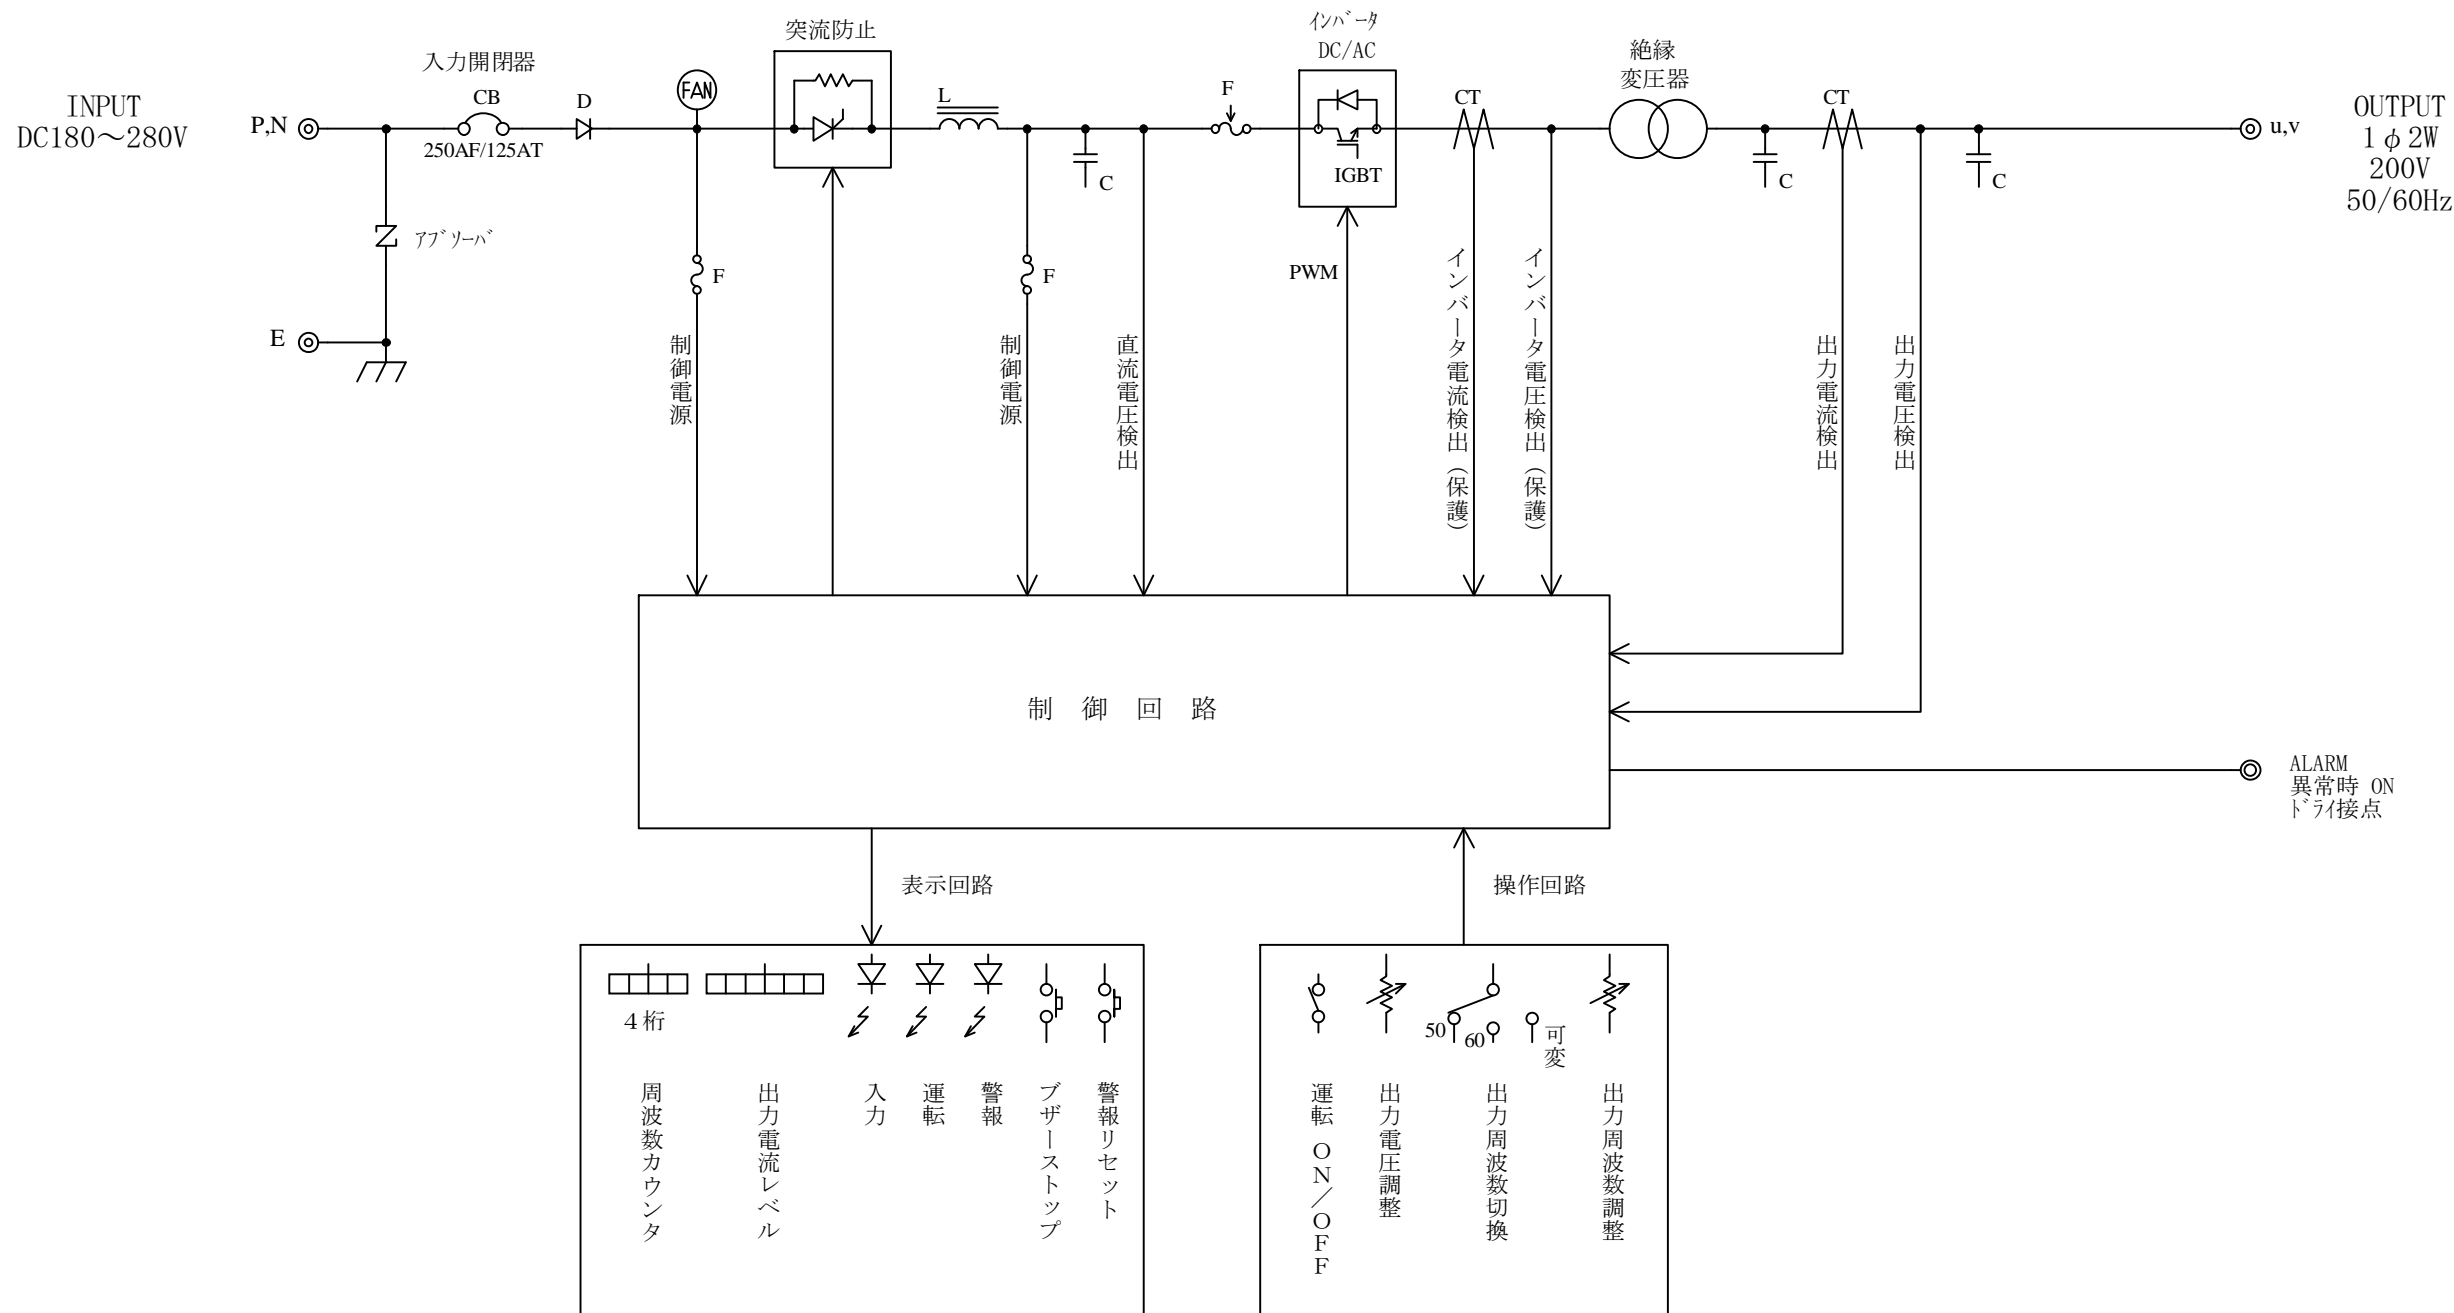 突流防止
ｲﾝﾊﾞｰﾀ
DC/AC
絶縁
変圧器
入力開閉器
INPUT
DC180～280V
P,N
CB
250AF/125AT
D
FAN
L
C
F
IGBT
CT
C
CT
C
u,v
OUTPUT
1φ2W
200V
50/60Hz
ｱﾌﾞｿｰﾊﾞ
E
F
制御電源
F
制御電源
直流電圧検出
PWM
インバータ電流検出（保護）
インバータ電圧検出（保護）
出力電流検出
出力電圧検出
制御回路
ALARM
異常時 ON
ﾄﾞﾗｲ接点
表示回路
操作回路
４桁
周波数カウンタ
出力電流レベル
入力
運転
警報
ブザーストップ
警報リセット
50
60
可変
運転 ON／OFF
出力電圧調整
出力周波数切換
出力周波数調整